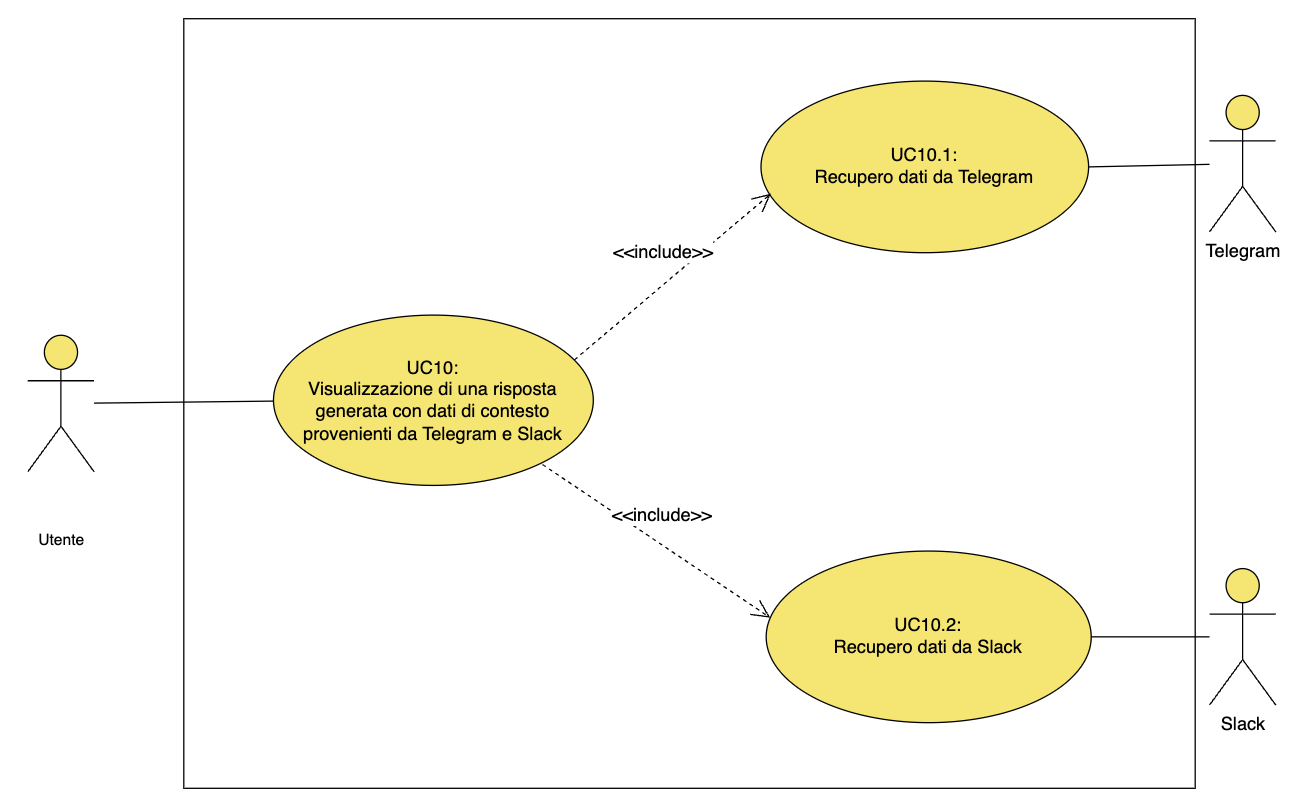 UC10.1:
Recupero dati da Telegram
<<include>>
Telegram
UC10:
Visualizzazione di una risposta
generata con dati di contesto
provenienti da Telegram e Slack
Utente
<<include>>
UC10.2:
Recupero dati da Slack
Slack